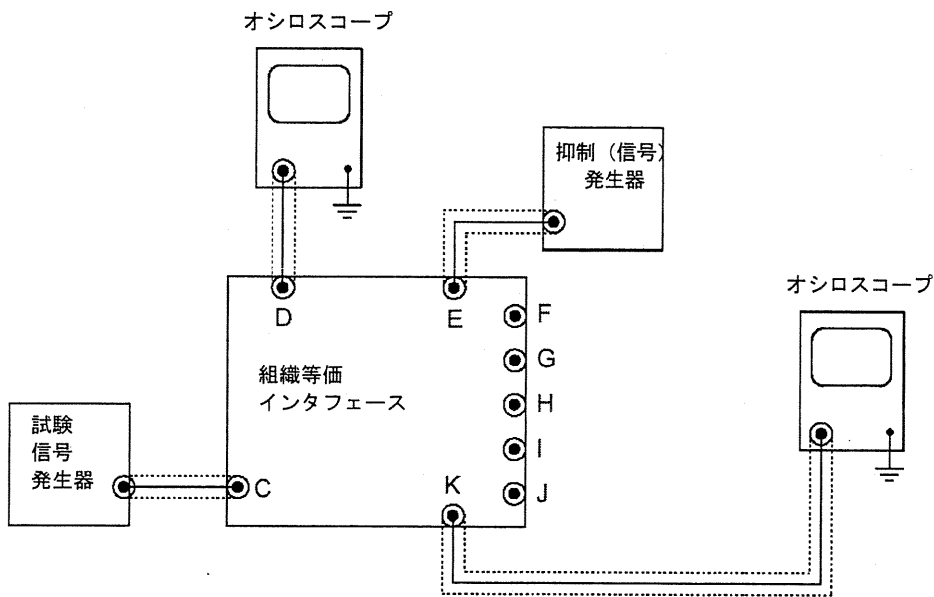 オシロスコープ
抑制（信号）
発生器
D
E
F
オシロスコープ
G
組織等価
インタフェース
H
試験
信号
発生器
I
C
K
J